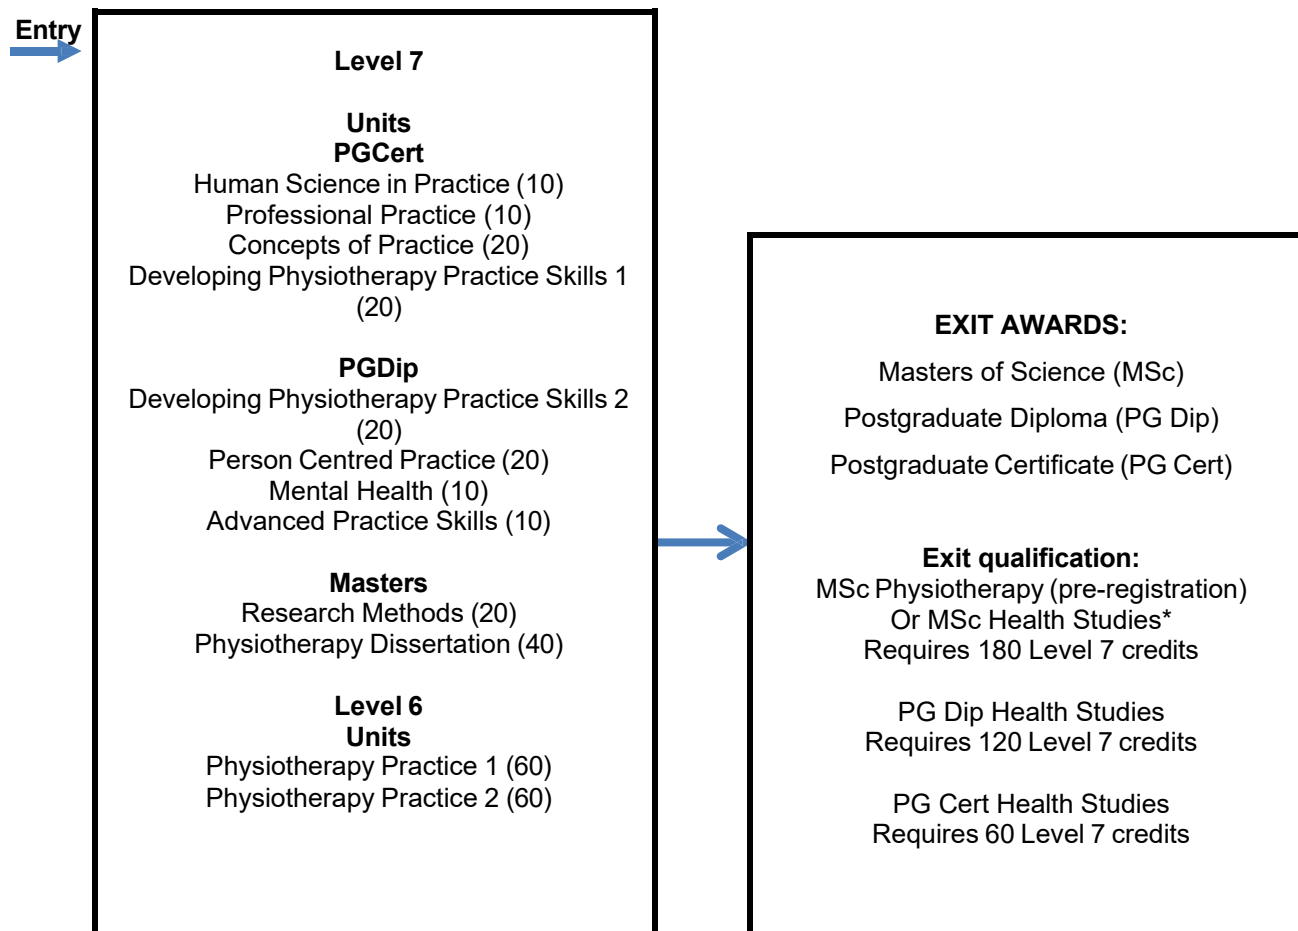 Entry
Level 7
Units
PGCert
Human Science in Practice (10)
Professional Practice (10)
Concepts of Practice (20)
Developing Physiotherapy Practice Skills 1
(20)
PGDip
Developing Physiotherapy Practice Skills 2
(20)
Person Centred Practice (20)
Mental Health (10)
Advanced Practice Skills (10)
Masters
Research Methods (20)
Physiotherapy Dissertation (40)
Level 6
Units
Physiotherapy Practice 1 (60)
Physiotherapy Practice 2 (60)
EXIT AWARDS:
Masters of Science (MSc)
Postgraduate Diploma (PG Dip)
Postgraduate Certificate (PG Cert)
Exit qualification:
MSc Physiotherapy (pre-registration)
Or MSc Health Studies*
Requires 180 Level 7 credits
PG Dip Health Studies
Requires 120 Level 7 credits
PG Cert Health Studies
Requires 60 Level 7 credits